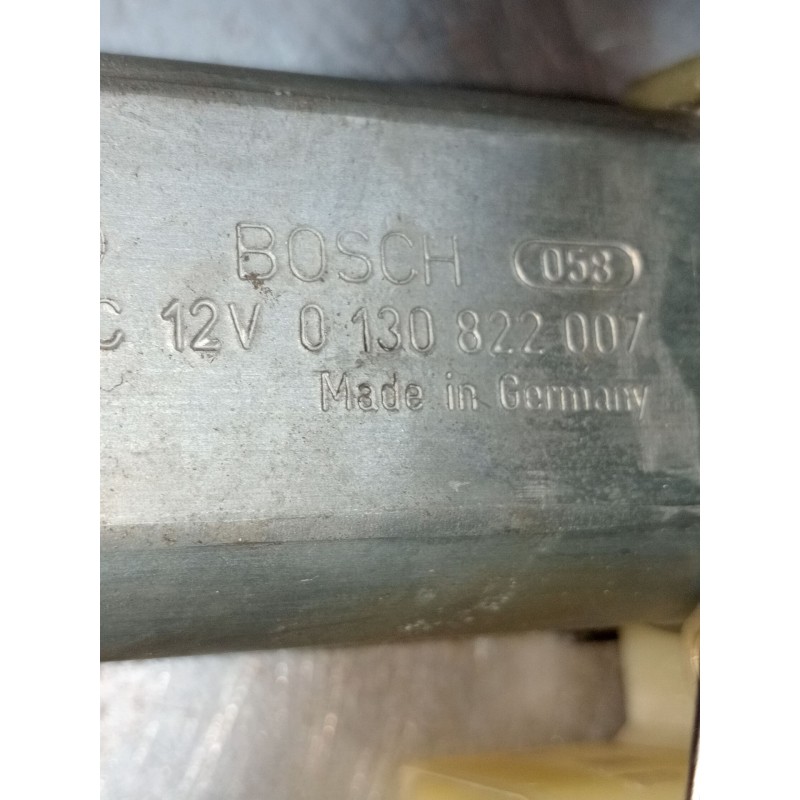 BOSCH 058
C 12V 0 130 822 007
Made in Germany